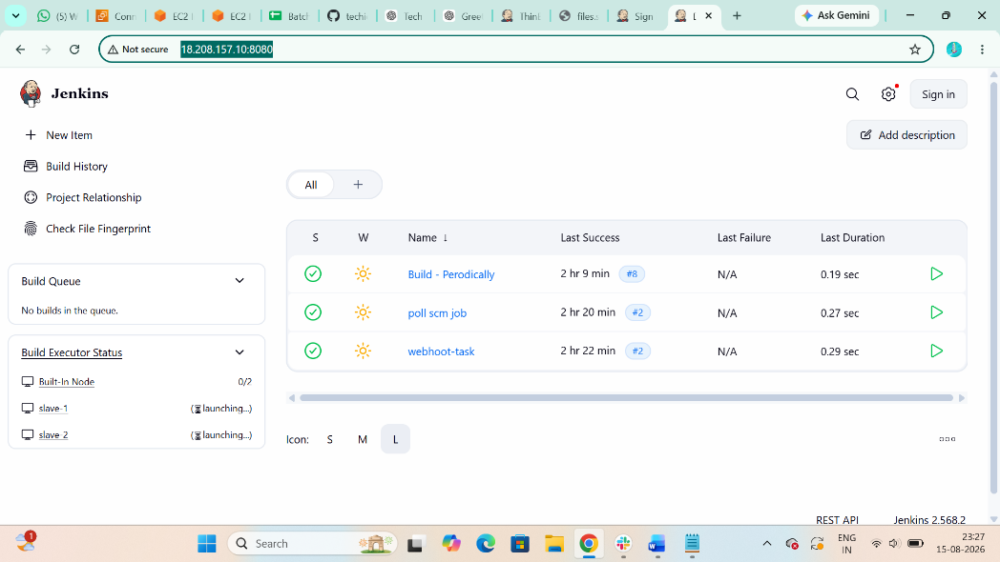 (5) W
Conn
EC2 I
EC2 I
Batch
techie
Tech
Greet
Thinl
files.s
Sign
Ask Gemini
Not secure
18.208.157.10:8080
Jenkins
Sign in
New Item
Add description
Build History
All
Project Relationship
Check File Fingerprint
S W Name ↓ Last Success Last Failure Last Duration
Build - Perodically 2 hr 9 min #8 N/A 0.19 sec
poll scm job 2 hr 20 min #2 N/A 0.27 sec
webhoot-task 2 hr 22 min #2 N/A 0.29 sec
Build Queue
No builds in the queue.
Build Executor Status
Built-In Node 0/2
slave-1 (launching...)
slave-2 (launching...)
Icon: S M L
REST API Jenkins 2.568.2
1
Search
ENG
IN
23:27
15-08-2026